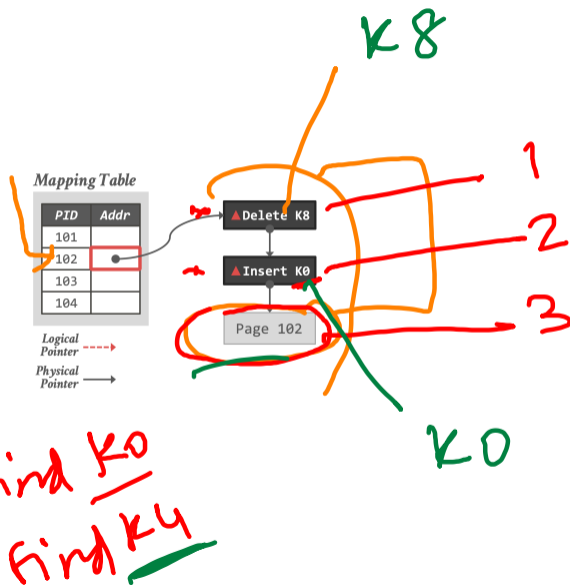 K8
1
Mapping Table
PID Addr
▲Delete K8
101
2
102
▲Insert K0
103
104
3
Page 102
Logical
Pointer
Physical
Pointer
K0
ind K0
Find K4